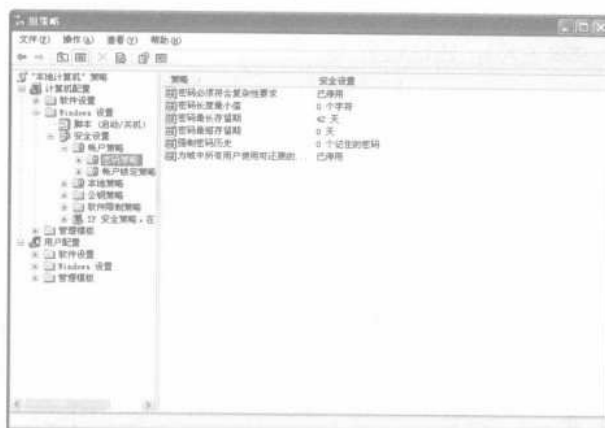 组策略
文件(F) 操作(A) 查看(V) 帮助(H)
“本地计算机”策略
计算机配置
软件设置
Windows 设置
脚本（启动/关机）
安全设置
帐户策略
密码策略
帐户锁定策略
本地策略
公钥策略
软件限制策略
IP 安全策略，在
管理模板
用户配置
软件设置
Windows 设置
管理模板
策略 安全设置
密码必须符合复杂性要求 已停用
密码长度最小值 0 个字符
密码最长存留期 42 天
密码最短存留期 0 天
强制密码历史 0 个记住的密码
为域中所有用户使用可还原的... 已停用